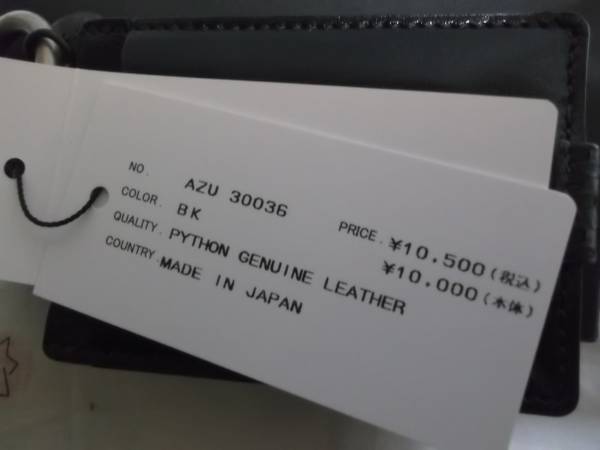 NO. AZU 30036
COLOR. BK
PRICE. ¥10.500(税込)
¥10.000(本体)
QUALITY. PYTHON GENUINE LEATHER
COUNTRY. MADE IN JAPAN